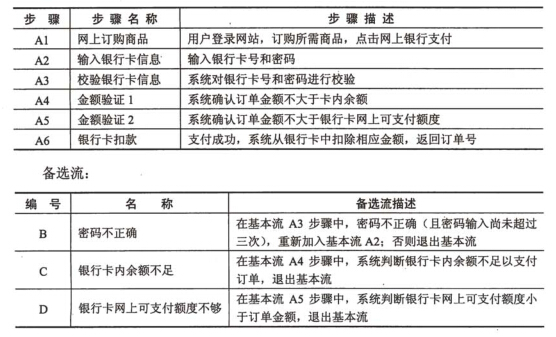 步 骤 步 骤 名 称 步 骤 描 述
A1 网上订购商品 用户登录网站，订购所需商品，点击网上银行支付
A2 输入银行卡信息 输入银行卡号和密码
A3 校验银行卡信息 系统对银行卡号和密码进行校验
A4 金额验证 1 系统确认订单金额不大于卡内余额
A5 金额验证 2 系统确认订单金额不大于银行卡网上可支付额度
A6 银行卡扣款 支付成功，系统从银行卡中扣除相应金额，返回订单号
备选流：
编 号 名 称 备选流描述
B 密码不正确 在基本流 A3 步骤中，密码不正确（且密码输入尚未超过
三次），重新加入基本流 A2；否则退出基本流
C 银行卡内余额不足 在基本流 A4 步骤中，系统判断银行卡内余额不足以支付
订单，退出基本流
D 银行卡网上可支付额度不够 在基本流 A5 步骤中，系统判断银行卡网上可支付额度小
于订单金额，退出基本流